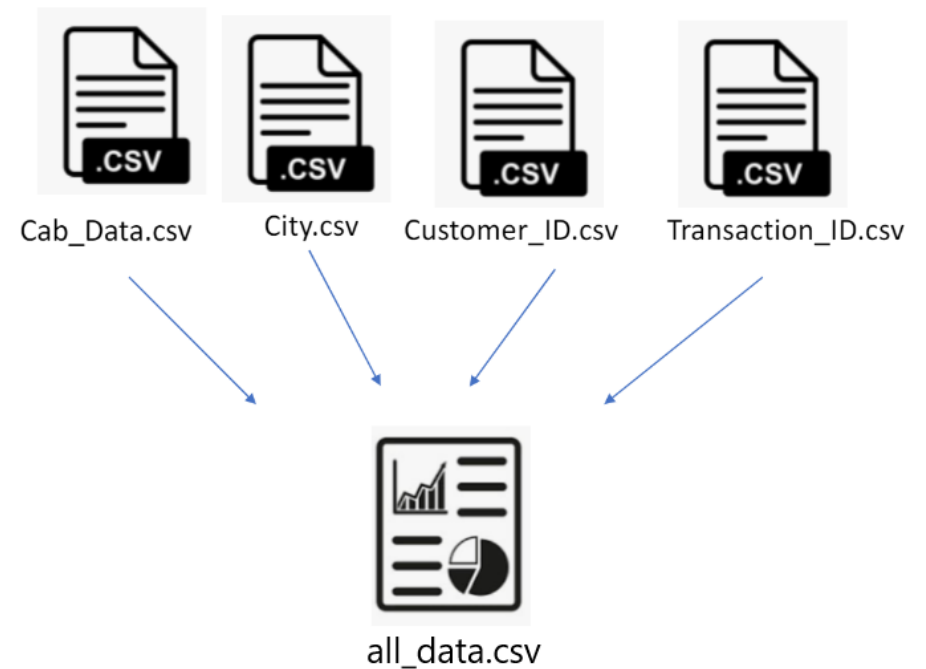 .CSV
.CSV
.CSV
.CSV
Cab_Data.csv
City.csv
Customer_ID.csv
Transaction_ID.csv
all_data.csv